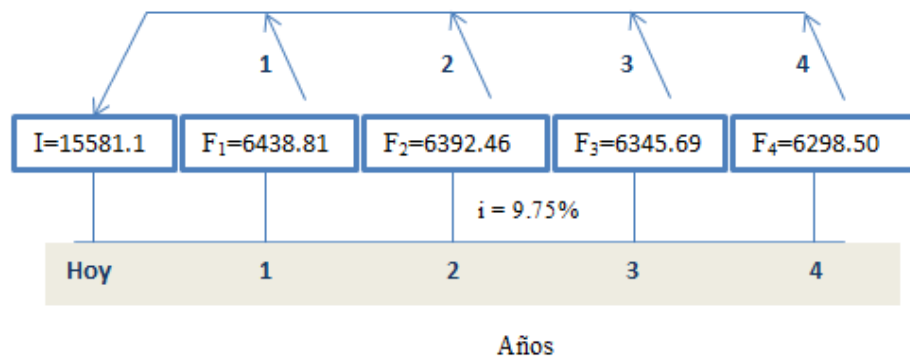 1 2 3 4
I=15581.1 F₁=6438.81 F₂=6392.46 F₃=6345.69 F₄=6298.50
i = 9.75%
Hoy 1 2 3 4
Años